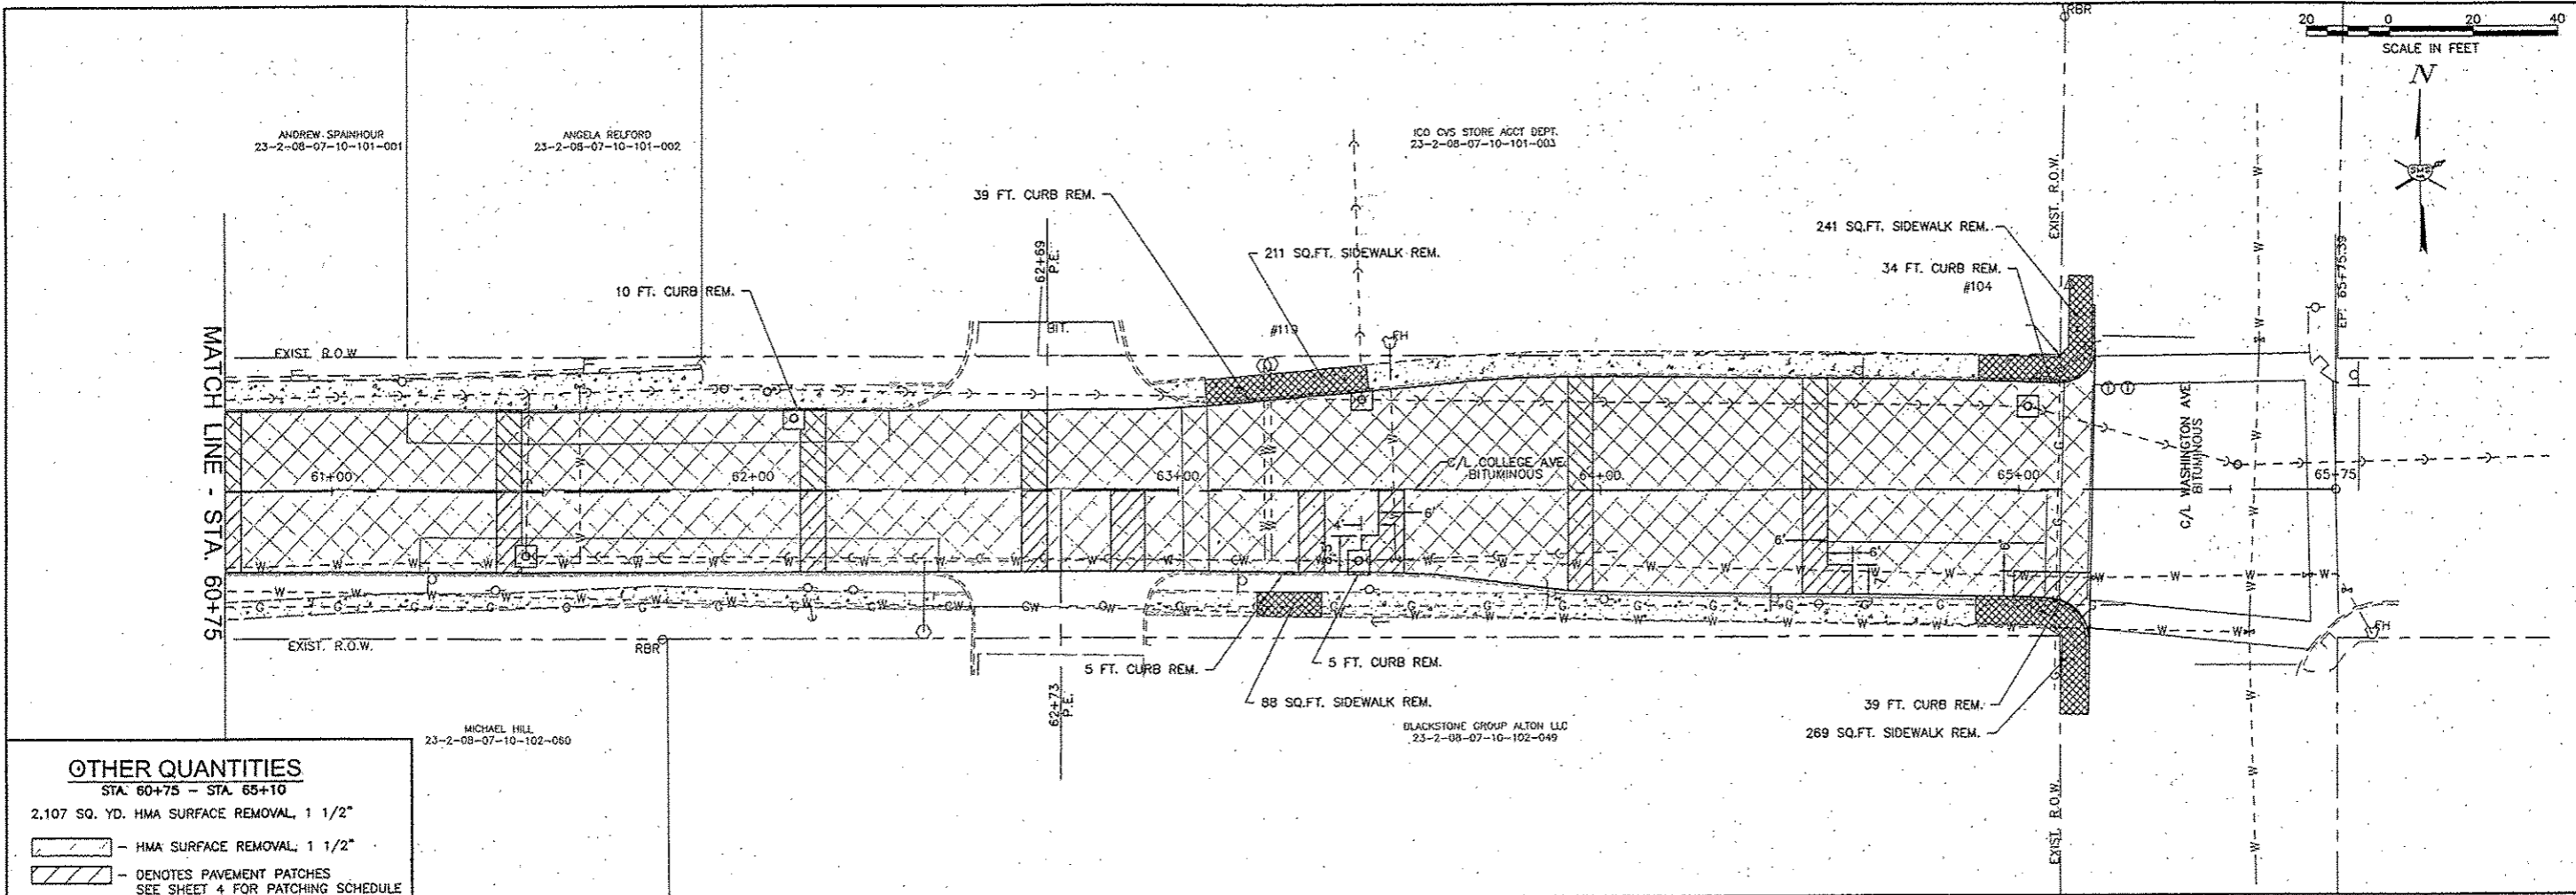 RBR
20 0 20 40
SCALE IN FEET
N
ANDREW SPAINHOUR
23-2-08-07-10-101-001
ANGELA RELFORD
23-2-08-07-10-101-002
ICO CVS STORE ACCT DEPT.
23-2-08-07-10-101-003
39 FT. CURB REM.
211 SQ.FT. SIDEWALK REM.
241 SQ.FT. SIDEWALK REM.
34 FT. CURB REM.
#104
EXIST. R.O.W.
10 FT. CURB REM.
62+69
P.E.
BIT.
#119
FH
EP: 65+75.39
MATCH LINE - STA. 60+75
EXIST. R.O.W.
61+00
62+00
63+00
C/L COLLEGE AVE.
BITUMINOUS
64+00
65+00
65+75
C/L WASHINGTON AVE
BITUMINOUS
6'
4'
8.5'
6'
6'
7'
6'
EXIST. R.O.W.
RBR
FH
5 FT. CURB REM.
5 FT. CURB REM.
88 SQ.FT. SIDEWALK REM.
39 FT. CURB REM.
269 SQ.FT. SIDEWALK REM.
62+73
P.E.
MICHAEL HILL
23-2-08-07-10-102-060
BLACKSTONE GROUP ALTON LLC
23-2-08-07-10-102-049
EXIST. R.O.W.
OTHER QUANTITIES
STA. 60+75 - STA. 65+10
2,107 SQ. YD. HMA SURFACE REMOVAL, 1 1/2"
- HMA SURFACE REMOVAL, 1 1/2"
- DENOTES PAVEMENT PATCHES
SEE SHEET 4 FOR PATCHING SCHEDULE